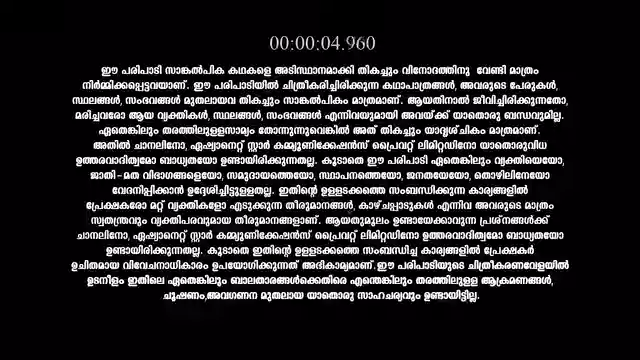 00:00:04.960
ഈ പരിപാടി സാങ്കൽപിക കഥകളെ അടിസ്ഥാനമാക്കി തികച്ചും വിനോദത്തിനു വേണ്ടി മാത്രം
നിർമ്മിക്കപ്പെട്ടവയാണ്. ഈ പരിപാടിയിൽ ചിത്രീകരിച്ചിരിക്കുന്ന കഥാപാത്രങ്ങൾ, അവരുടെ പേരുകൾ,
സ്ഥലങ്ങൾ, സംഭവങ്ങൾ മുതലായവ തികച്ചും സാങ്കൽപികം മാത്രമാണ്. ആയതിനാൽ ജീവിച്ചിരിക്കുന്നതോ,
മരിച്ചവരോ ആയ വ്യക്തികൾ, സ്ഥലങ്ങൾ, സംഭവങ്ങൾ എന്നിവയുമായി അവയ്ക്ക് യാതൊരു ബന്ധവുമില്ല.
ഏതെങ്കിലും തരത്തിലുളളസാമ്യം തോന്നുന്നുവെങ്കിൽ അത് തികച്ചും യാദൃശ്ചികം മാത്രമാണ്.
അതിൽ ചാനലിനോ, ഏഷ്യാനെറ്റ് സ്റ്റാർ കമ്മ്യൂണിക്കേഷൻസ് പ്രൈവറ്റ് ലിമിറ്റഡിനോ യാതൊരുവിധ
ഉത്തരവാദിത്വമോ ബാധ്യതയോ ഉണ്ടായിരിക്കുന്നതല്ല. കൂടാതെ ഈ പരിപാടി ഏതെങ്കിലും വ്യക്തിയെയോ,
ജാതി-മത വിഭാഗങ്ങളെയോ, സമുദായത്തെയോ, സ്ഥാപനത്തെയോ, ജനതയേയോ, തൊഴിലിനേയോ
വേദനിപ്പിക്കാൻ ഉദ്ദേശിച്ചിട്ടുള്ളതല്ല. ഇതിന്റെ ഉള്ളടക്കത്തെ സംബന്ധിക്കുന്ന കാര്യങ്ങളിൽ
പ്രേക്ഷകരോ മറ്റ് വ്യക്തികളോ എടുക്കുന്ന തീരുമാനങ്ങൾ, കാഴ്ചപ്പാടുകൾ എന്നിവ അവരുടെ മാത്രം
സ്വതന്ത്രവും വ്യക്തിപരവുമായ തീരുമാനങ്ങളാണ്. ആയതുമൂലം ഉണ്ടായേക്കാവുന്ന പ്രശ്നങ്ങൾക്ക്
ചാനലിനോ, ഏഷ്യാനെറ്റ് സ്റ്റാർ കമ്മ്യൂണിക്കേഷൻസ് പ്രൈവറ്റ് ലിമിറ്റഡിനോ ഉത്തരവാദിത്വമോ ബാധ്യതയോ
ഉണ്ടായിരിക്കുന്നതല്ല. കൂടാതെ ഇതിന്റെ ഉള്ളടക്കത്തെ സംബന്ധിച്ച കാര്യങ്ങളിൽ പ്രേക്ഷകർ
ഉചിതമായ വിവേചനാധികാരം ഉപയോഗിക്കുന്നത് അഭികാമ്യമാണ്.ഈ പരിപാടിയുടെ ചിത്രീകരണവേളയിൽ
ഉടനീളം ഇതിലെ ഏതെങ്കിലും ബാലതാരങ്ങൾക്കെതിരെ എന്തെങ്കിലും തരത്തിലുള്ള ആക്രമണങ്ങൾ,
ചൂഷണം,അവഗണന മുതലായ യാതൊരു സാഹചര്യവും ഉണ്ടായിട്ടില്ല.